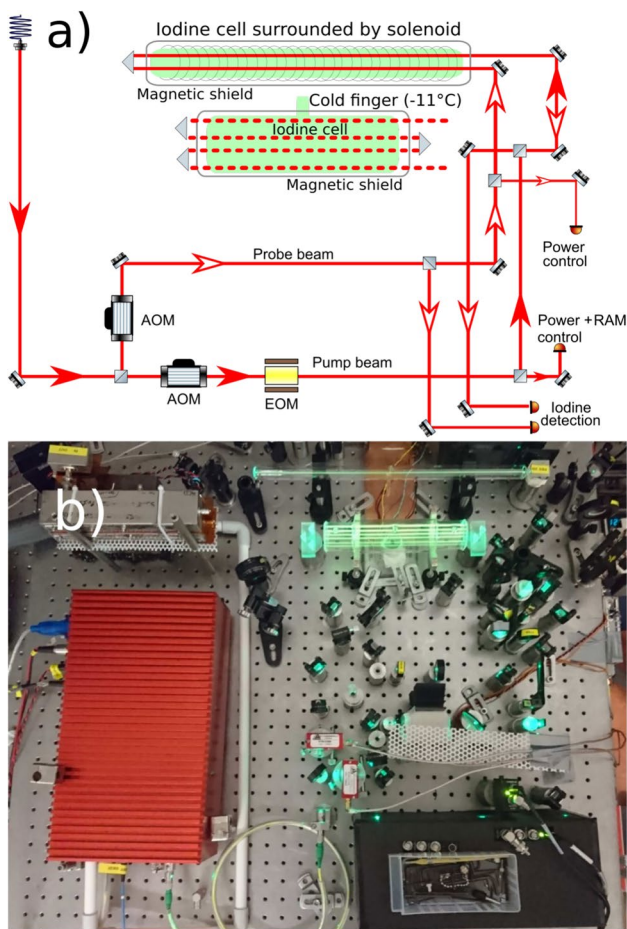 a)
Iodine cell surrounded by solenoid
Magnetic shield
Cold finger (-11°C)
Iodine cell
Magnetic shield
Power
control
Probe beam
AOM
Power +RAM
control
Pump beam
AOM
EOM
Iodine
detection
b)